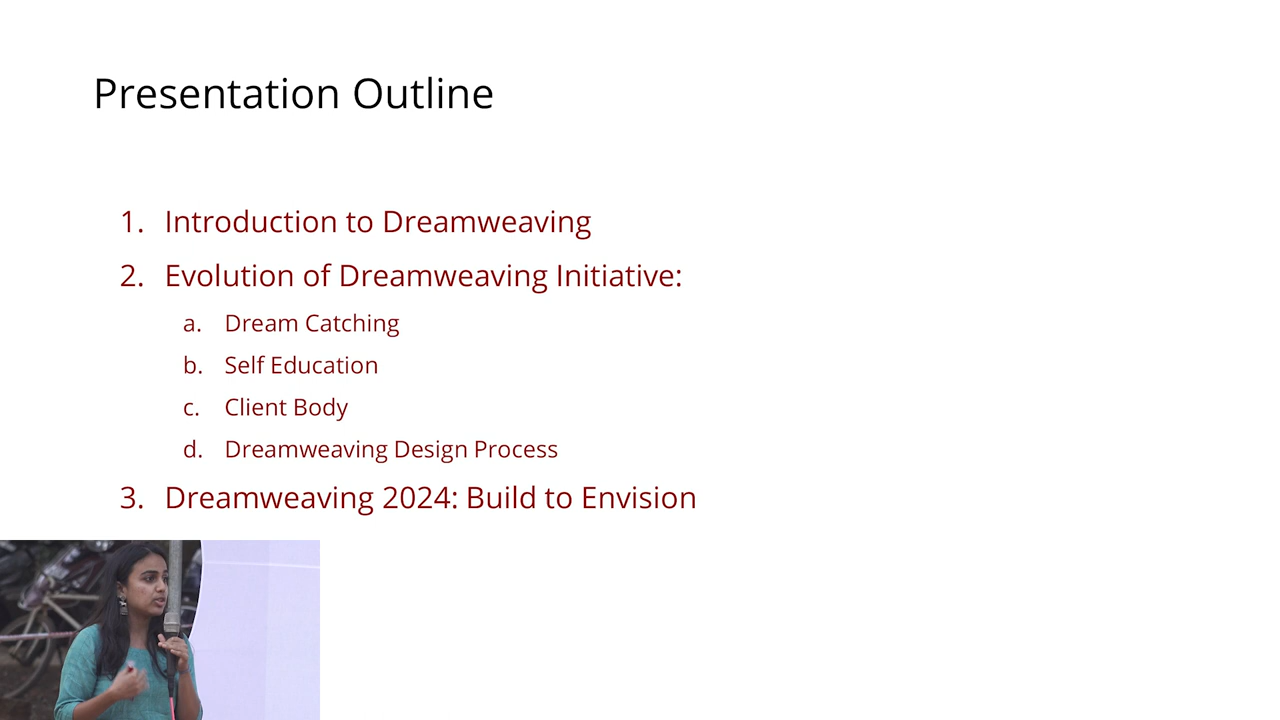 Presentation Outline
1. Introduction to Dreamweaving
2. Evolution of Dreamweaving Initiative:
a. Dream Catching
b. Self Education
c. Client Body
d. Dreamweaving Design Process
3. Dreamweaving 2024: Build to Envision